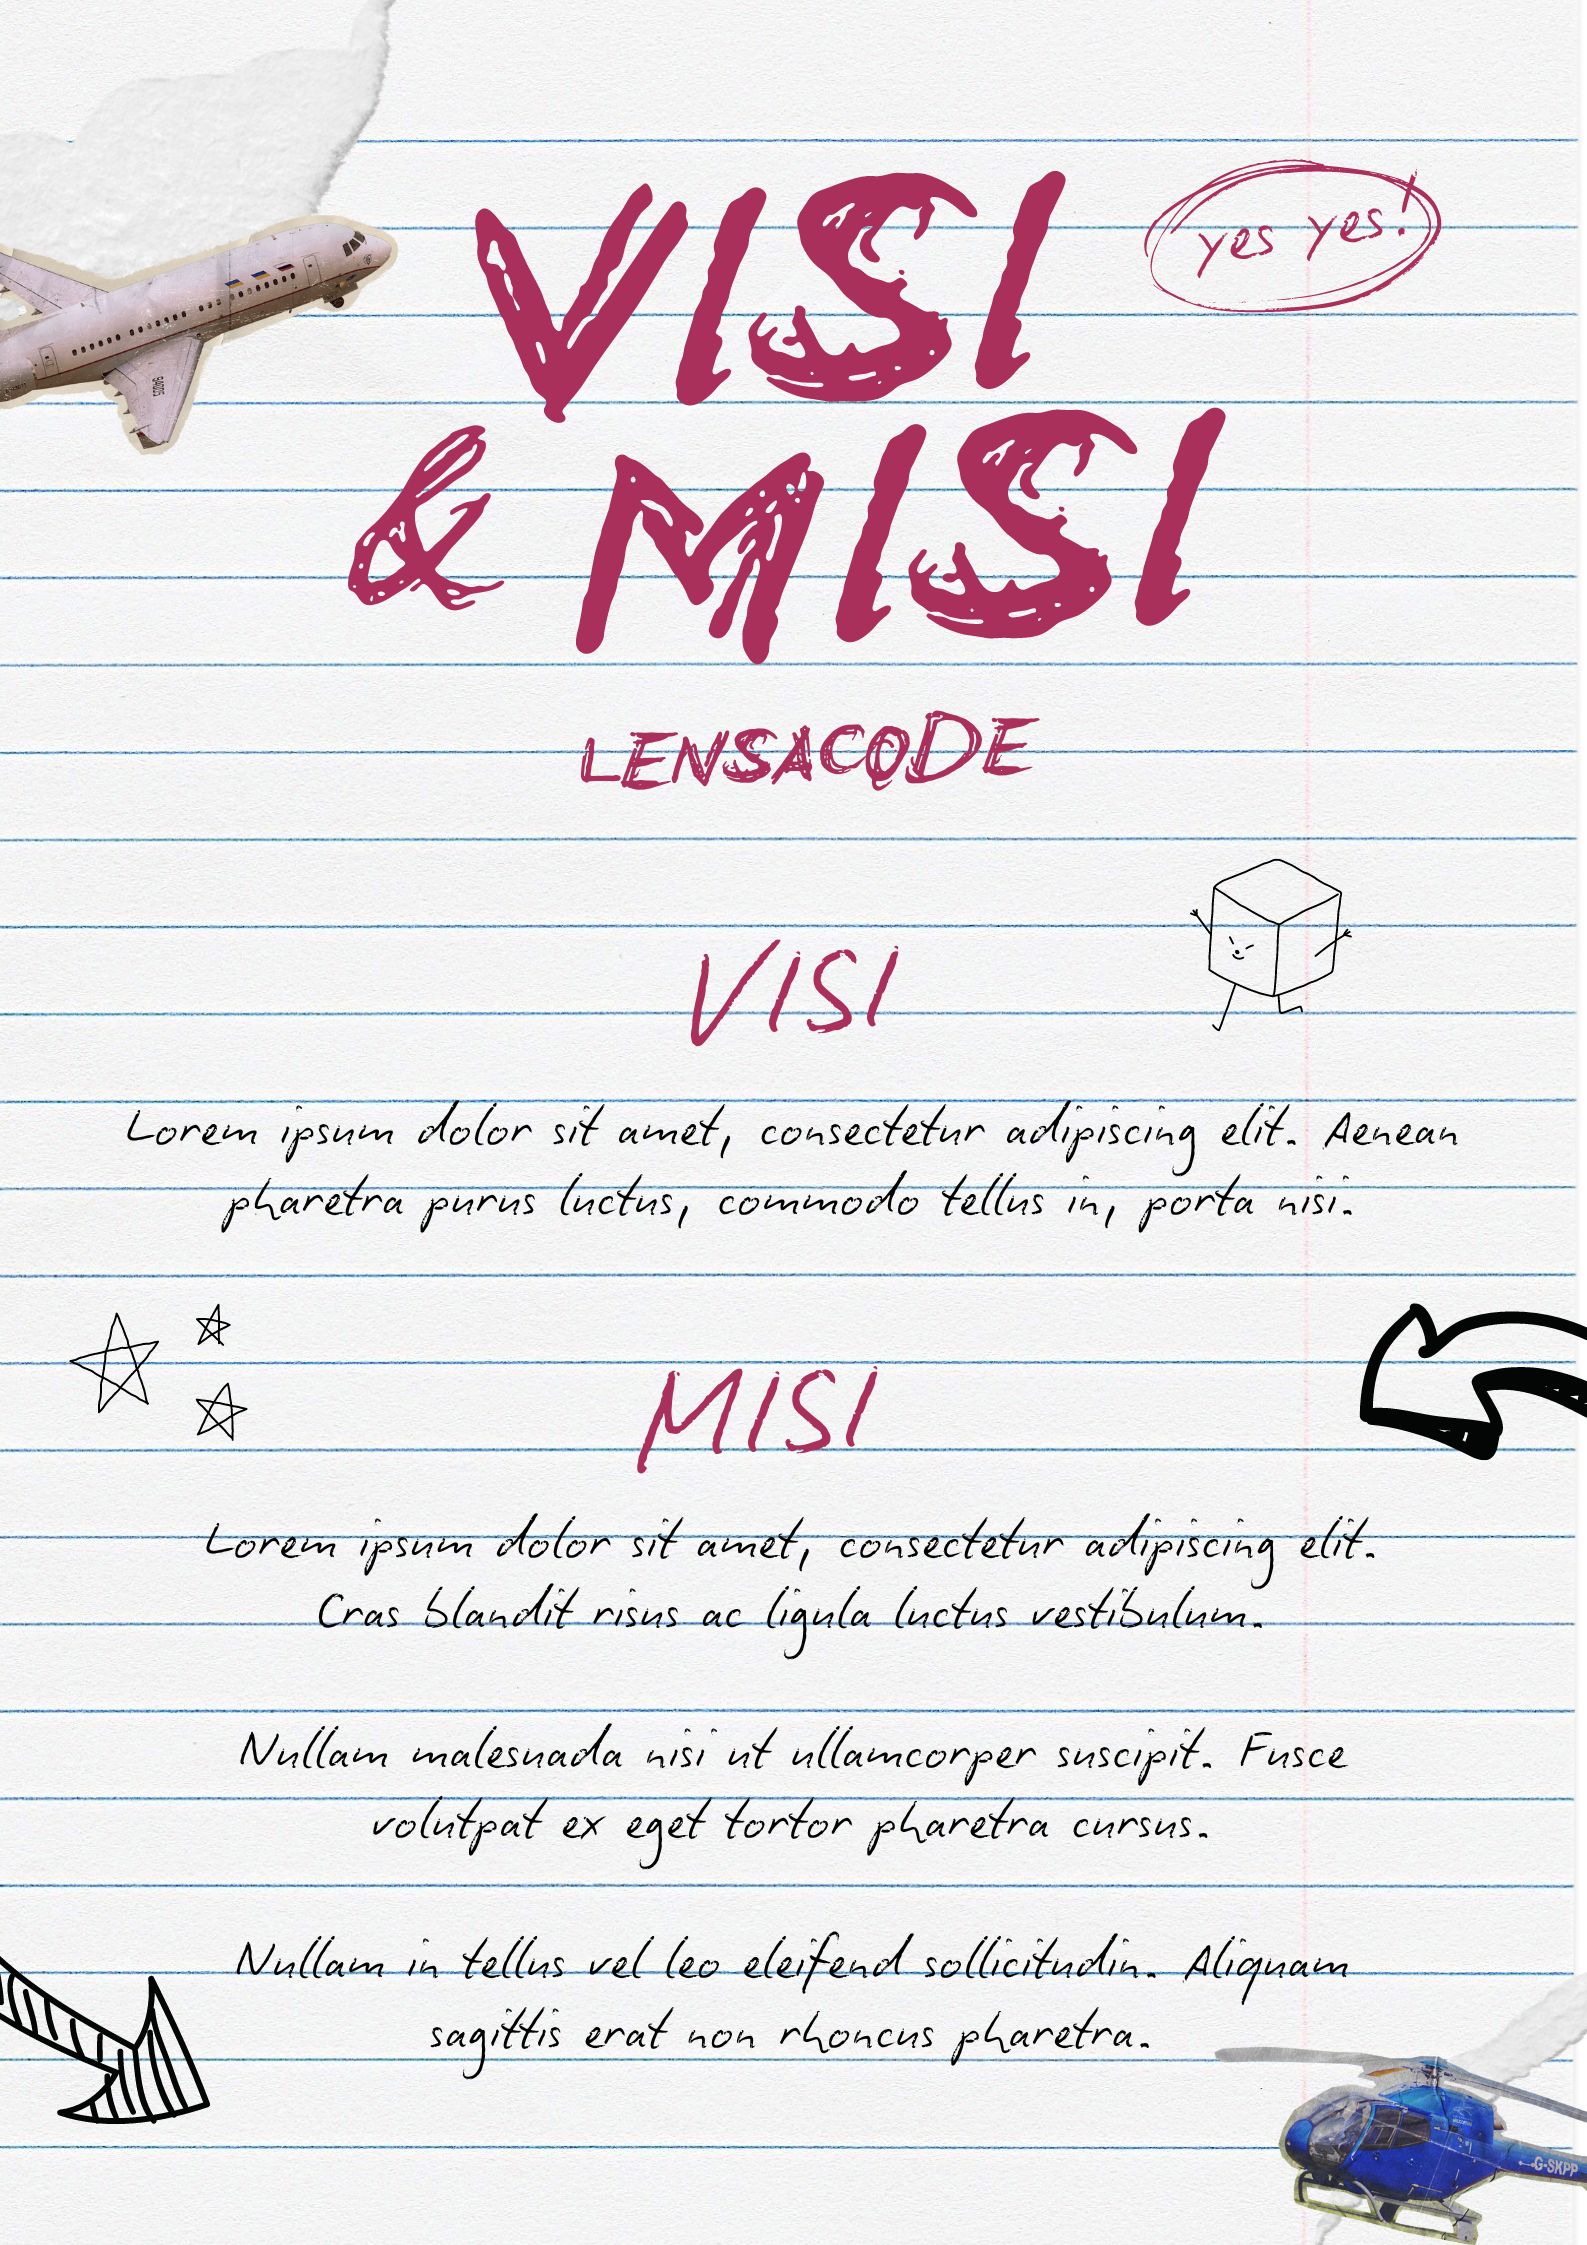 VISI
yes yes!
& MISI
LENSACODE
VISI
Lorem ipsum dolor sit amet, consectetur adipiscing elit. Aenean
pharetra purus luctus, commodo tellus in, porta nisi.
MISI
Lorem ipsum dolor sit amet, consectetur adipiscing elit.
Cras blandit risus ac ligula luctus vestibulum.
Nullam malesuada nisi ut ullamcorper suscipit. Fusce
volutpat ex eget tortor pharetra cursus.
Nullam in tellus vel leo eleifend sollicitudin. Aliquam
sagittis erat non rhoncus pharetra.
G-SKPP